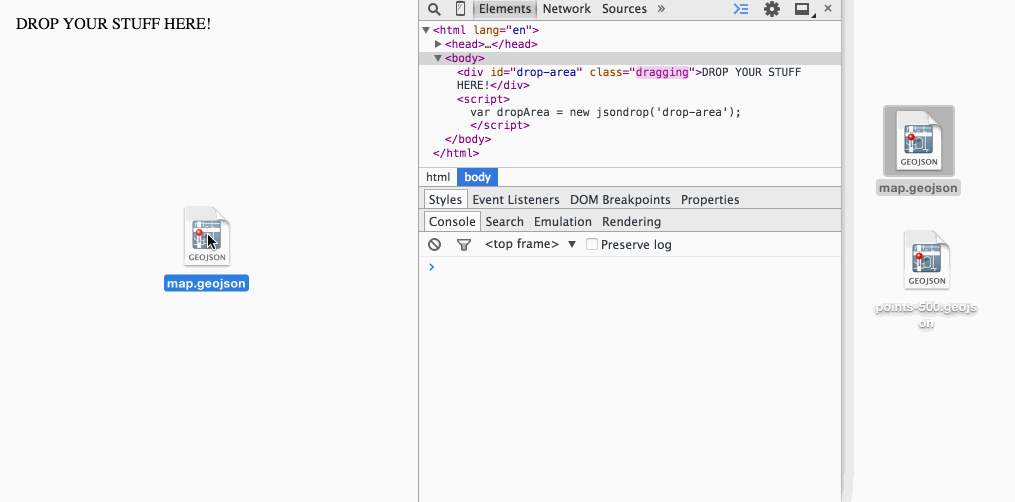 DROP YOUR STUFF HERE!
GEOJSON
map.geojson
Elements Network Sources » ×
▼<html lang="en">
▶<head>…</head>
▼<body>
<div id="drop-area" class="dragging">DROP YOUR STUFF
HERE!</div>
<script>
var dropArea = new jsondrop('drop-area');
</script>
</body>
</html>
html body
Styles Event Listeners DOM Breakpoints Properties
Console Search Emulation Rendering
<top frame> ▼ Preserve log
>
GEOJSON
map.geojson
GEOJSON
points-500.geojs
on